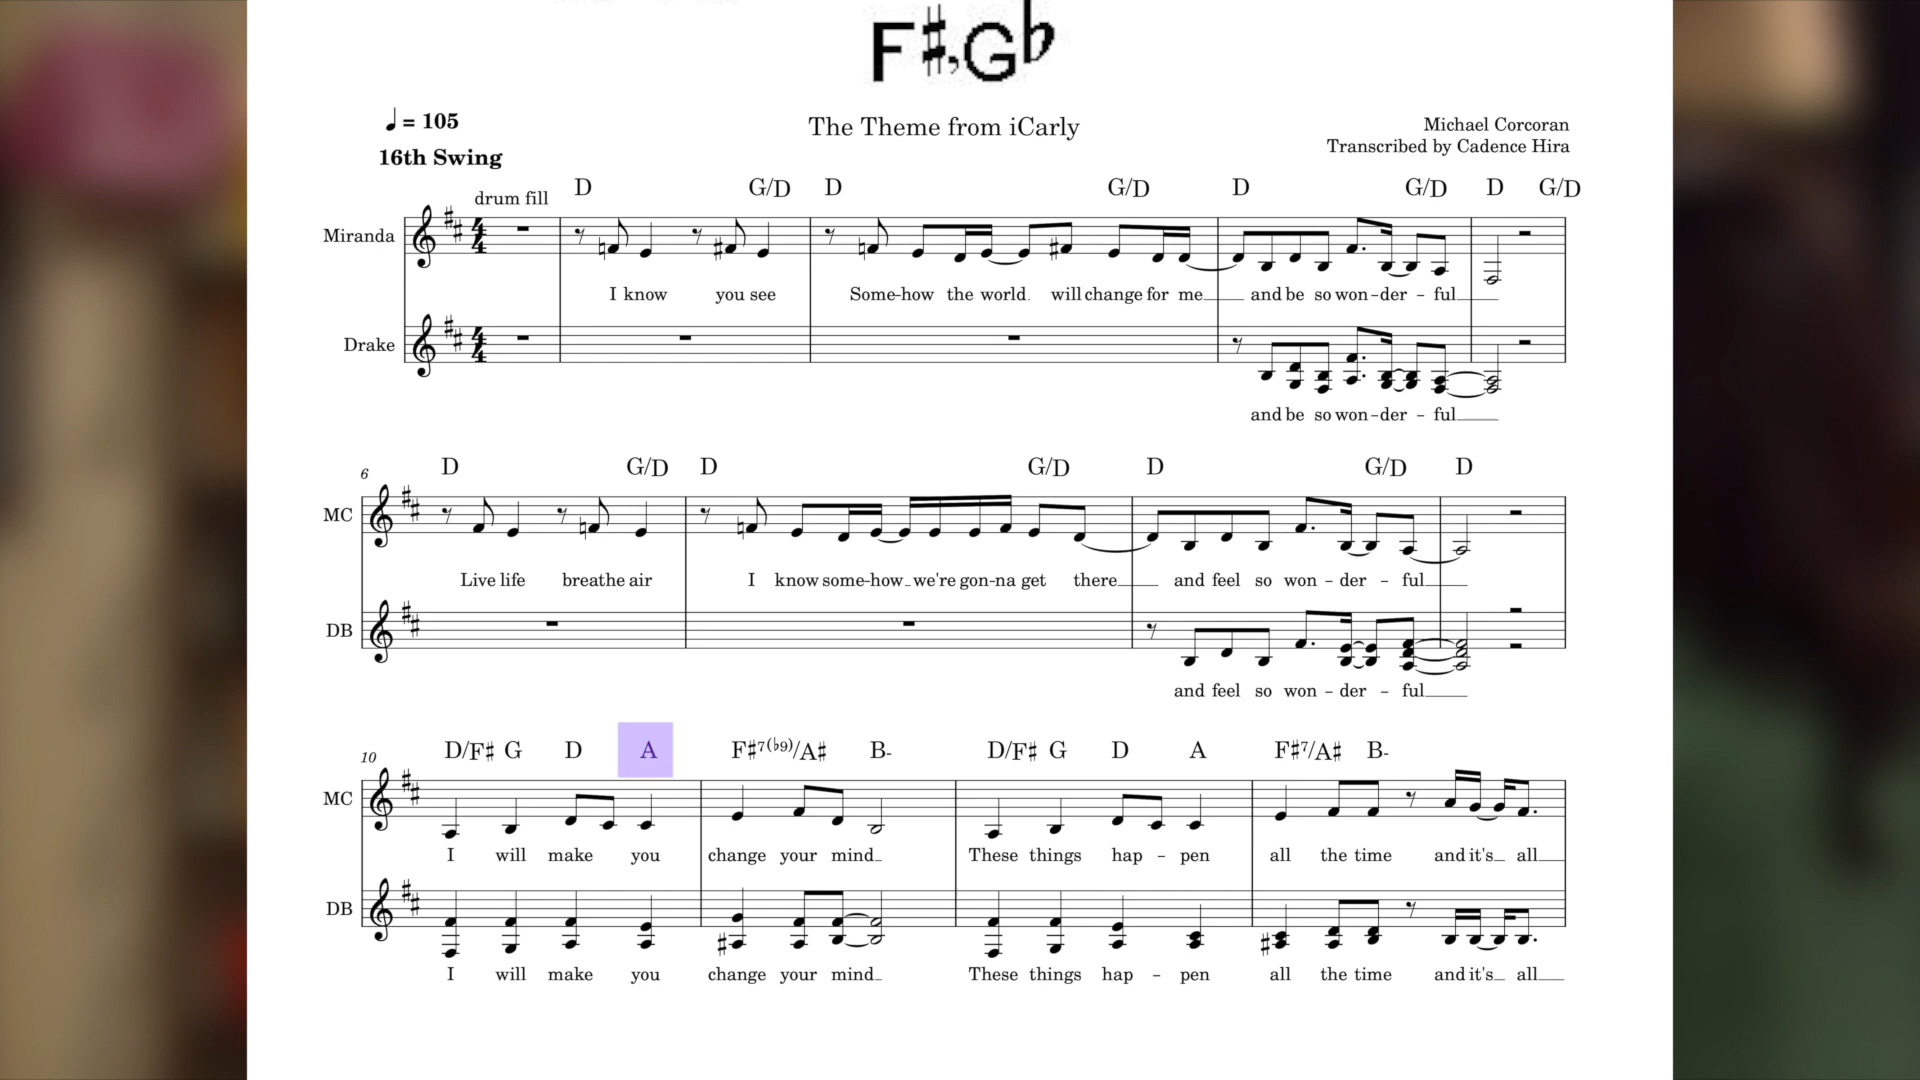 F♯,G♭
♩ = 105
The Theme from iCarly
Michael Corcoran
Transcribed by Cadence Hira
16th Swing
drum fill
D G/D D G/D D G/D D G/D
Miranda
4/4
I know you see Some-how the world will change for me and be so won-der-ful
Drake
4/4
and be so won-der-ful
6
D G/D D G/D D G/D D
MC
Live life breathe air I know some-how we're gon-na get there and feel so won-der-ful
DB
and feel so won-der-ful
10
D/F♯ G D A F♯7(♭9)/A♯ B- D/F♯ G D A F♯7/A♯ B-
MC
I will make you change your mind These things hap-pen all the time and it's all
DB
I will make you change your mind These things hap-pen all the time and it's all